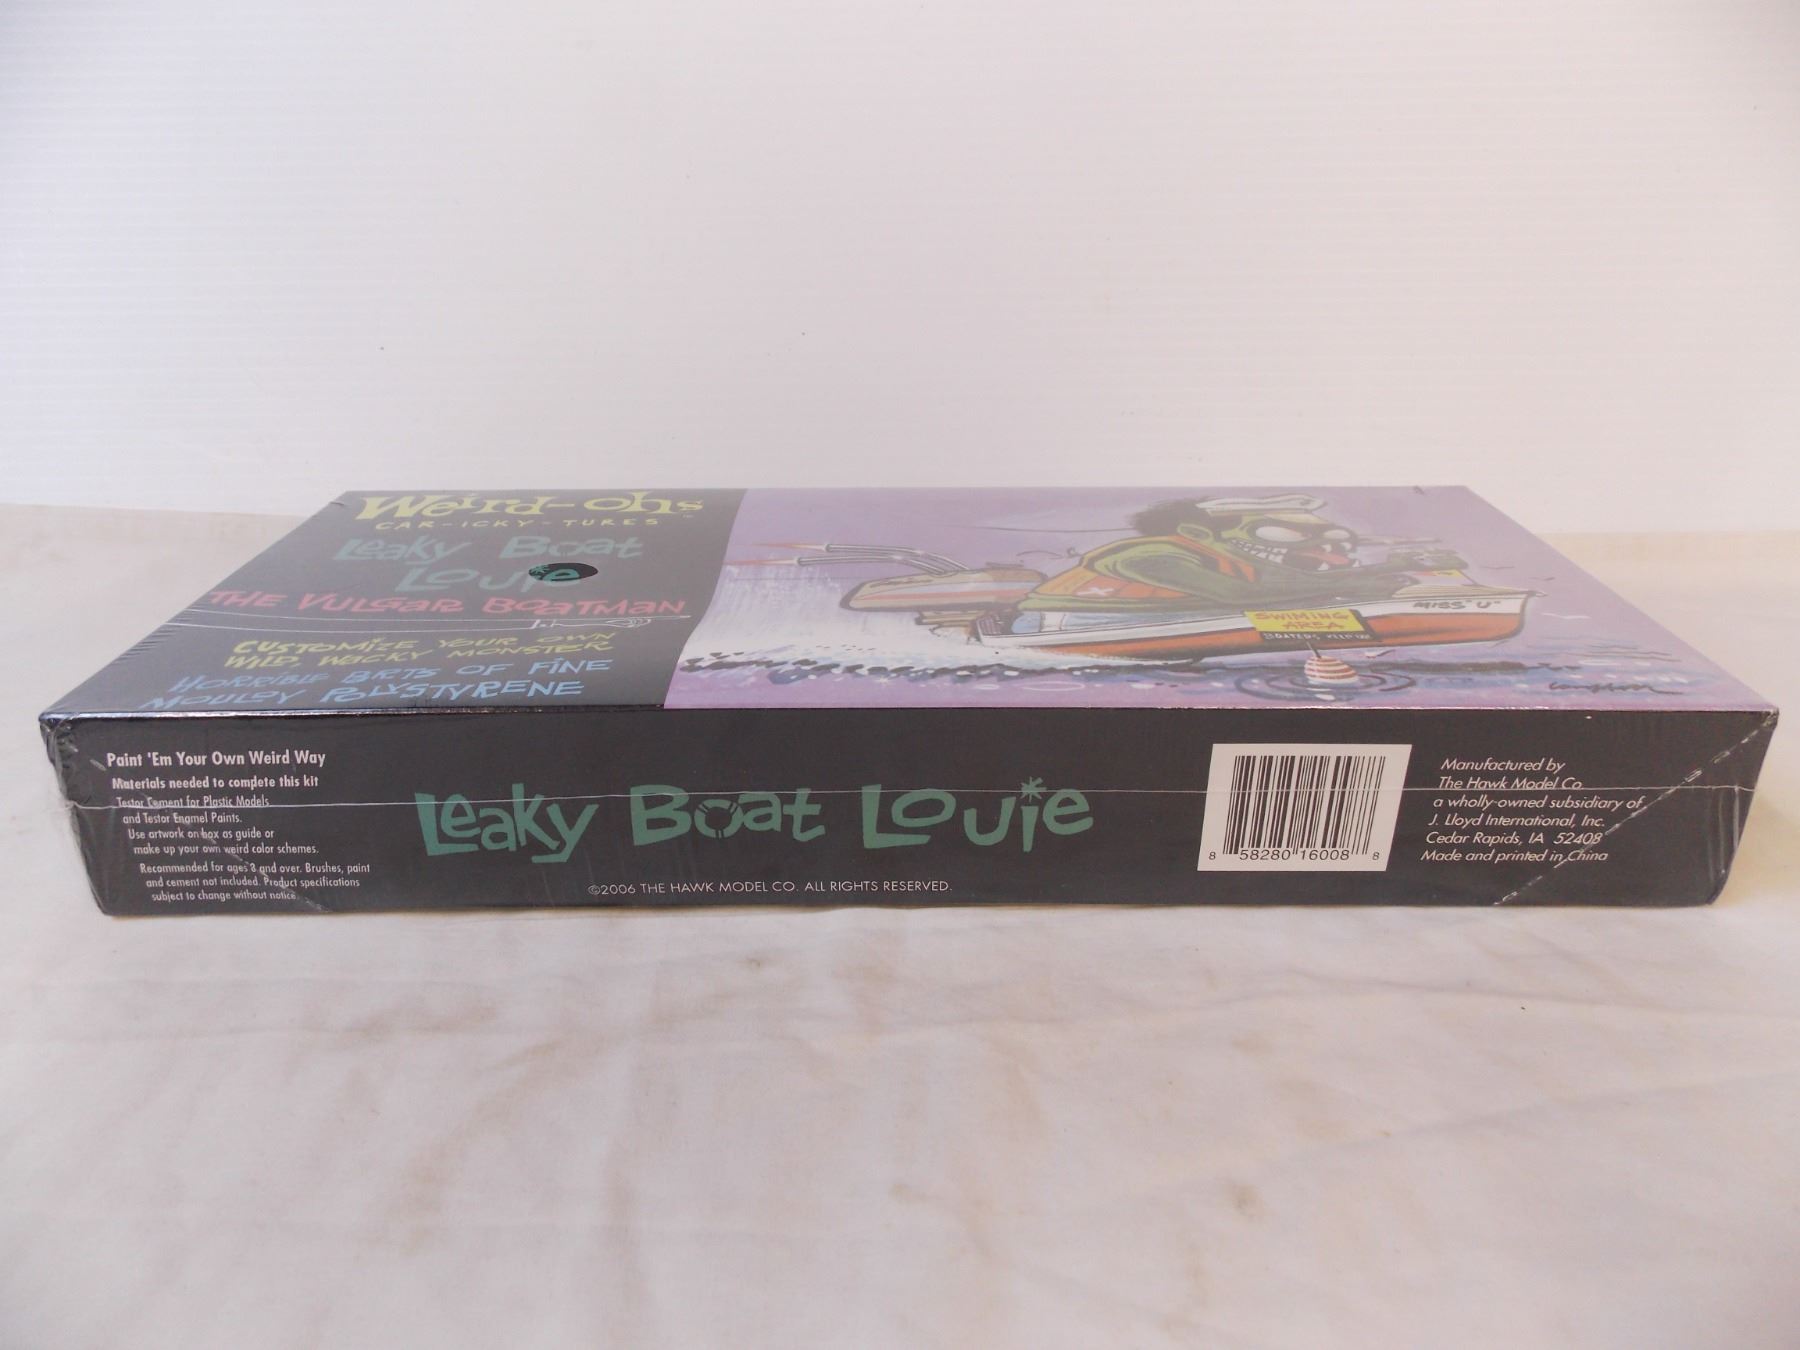 Weird-ohs
CAR-ICKY-TURES
Leaky Boat
Louie
THE VULGAR BOATMAN
CUSTOMIZE YOUR OWN
WILD, WACKY MONSTER
HORRIBLE BITS OF FINE
MOULDY POLYSTYRENE
MISS "U"
SWIMING
AREA
BOATERS KEEP
Paint 'Em Your Own Weird Way
Materials needed to complete this kit
Testor Cement for Plastic Models
and Testor Enamel Paints.
Use artwork on box as guide or
make up your own weird color schemes.
Recommended for ages 8 and over. Brushes, paint
and cement not included. Product specifications
subject to change without notice.
Leaky Boat Louie
©2006 THE HAWK MODEL CO. ALL RIGHTS RESERVED.
8 58280 16008 8
Manufactured by
The Hawk Model Co.
a wholly-owned subsidiary of
J. Lloyd International, Inc.
Cedar Rapids, IA 52408
Made and printed in China